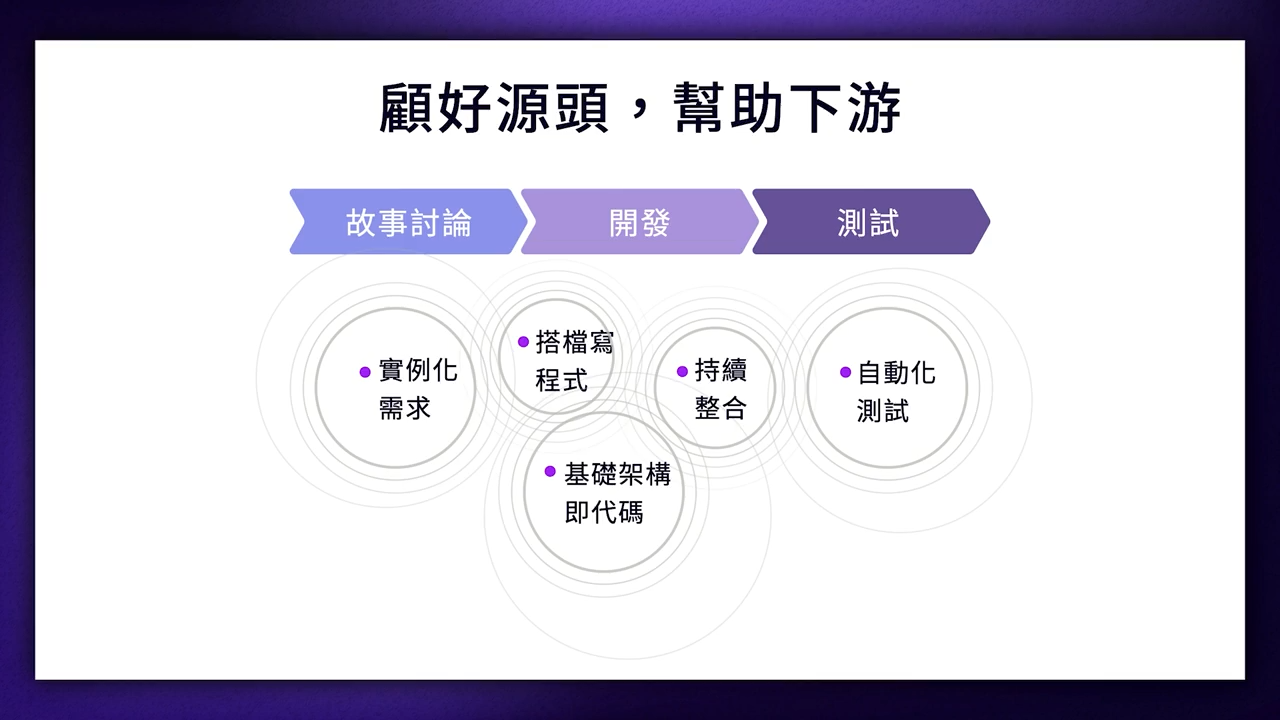 顧好源頭，幫助下游
故事討論
開發
測試
實例化
需求
搭檔寫
程式
持續
整合
自動化
測試
基礎架構
即代碼